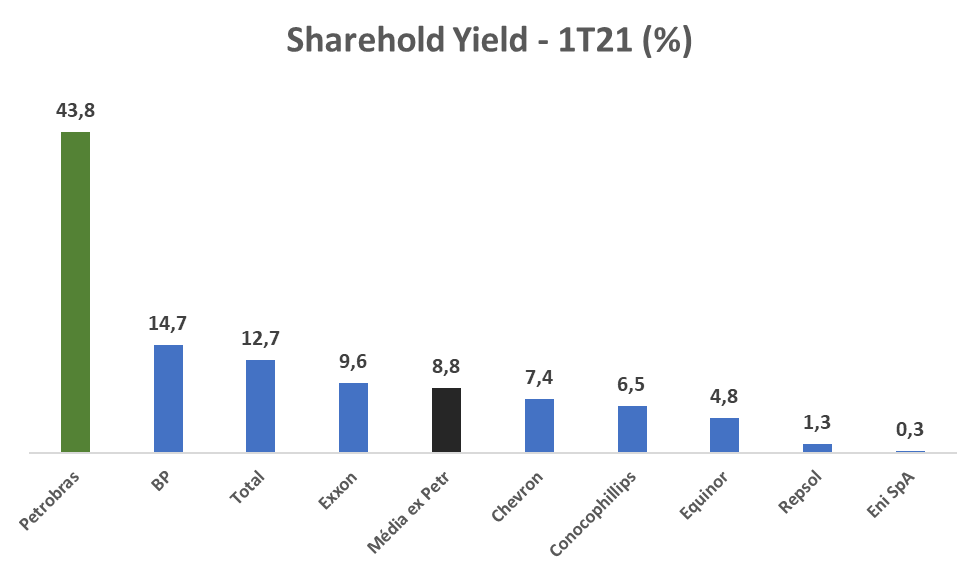 Sharehold Yield - 1T21 (%)
43,8
14,7
12,7
9,6
8,8
7,4
6,5
4,8
1,3
0,3
Petrobras
BP
Total
Exxon
Média ex Petr
Chevron
Conocophillips
Equinor
Repsol
Eni SpA